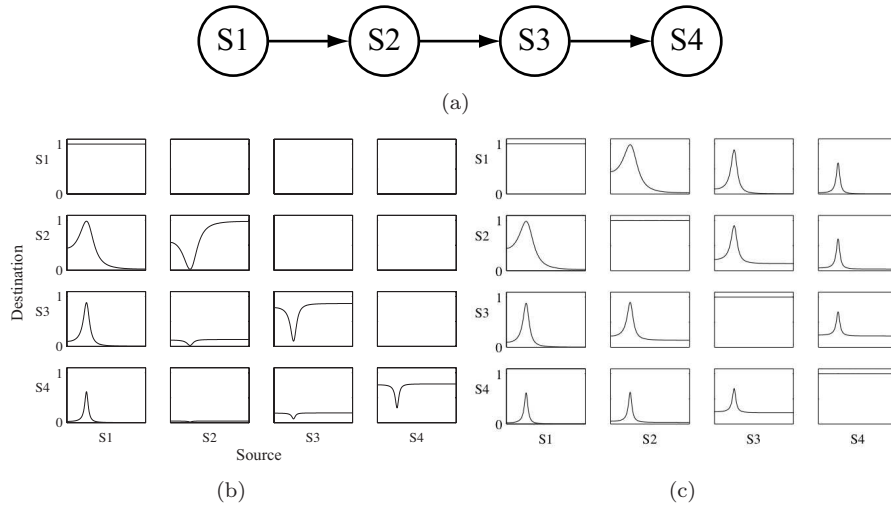 S1 S2 S3 S4
(a)
S1 1 0
S2 1 0
S3 1 0
S4 1 0
Destination
S1 S2 S3 S4
Source
(b)
S1 1 0
S2 1 0
S3 1 0
S4 1 0
S1 S2 S3 S4
(c)